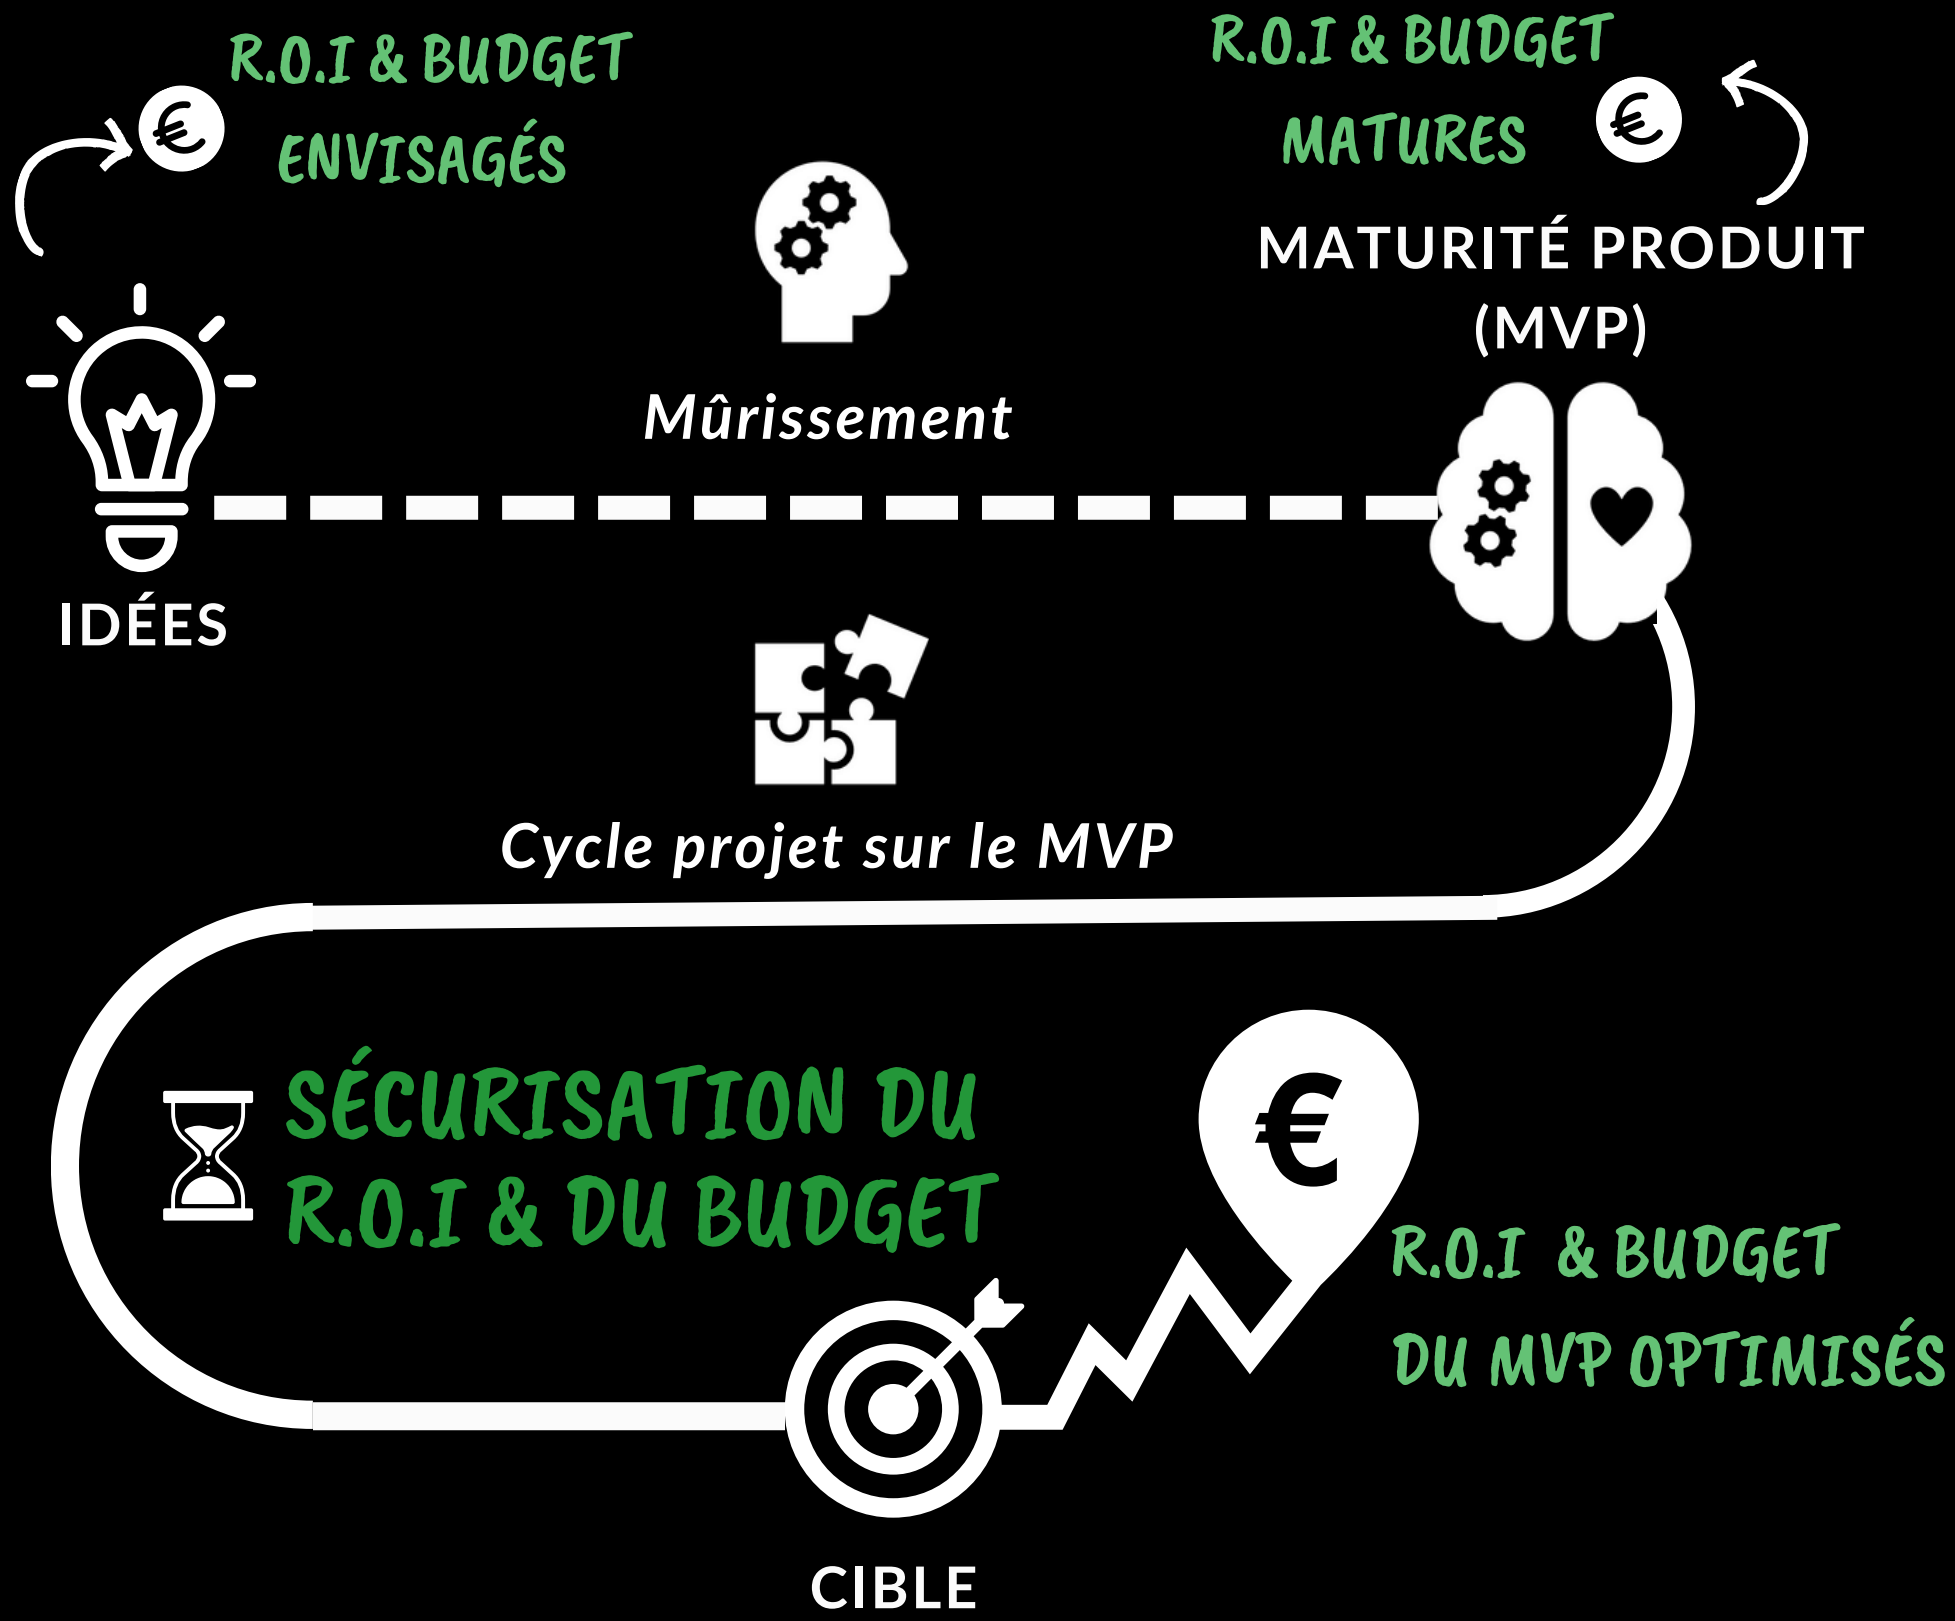 R.O.I & BUDGET
ENVISAGÉS
R.O.I & BUDGET
MATURES
MATURITÉ PRODUIT
(MVP)
Mûrissement
IDÉES
Cycle projet sur le MVP
SÉCURISATION DU
R.O.I & DU BUDGET
€
R.O.I & BUDGET
DU MVP OPTIMISÉS
CIBLE